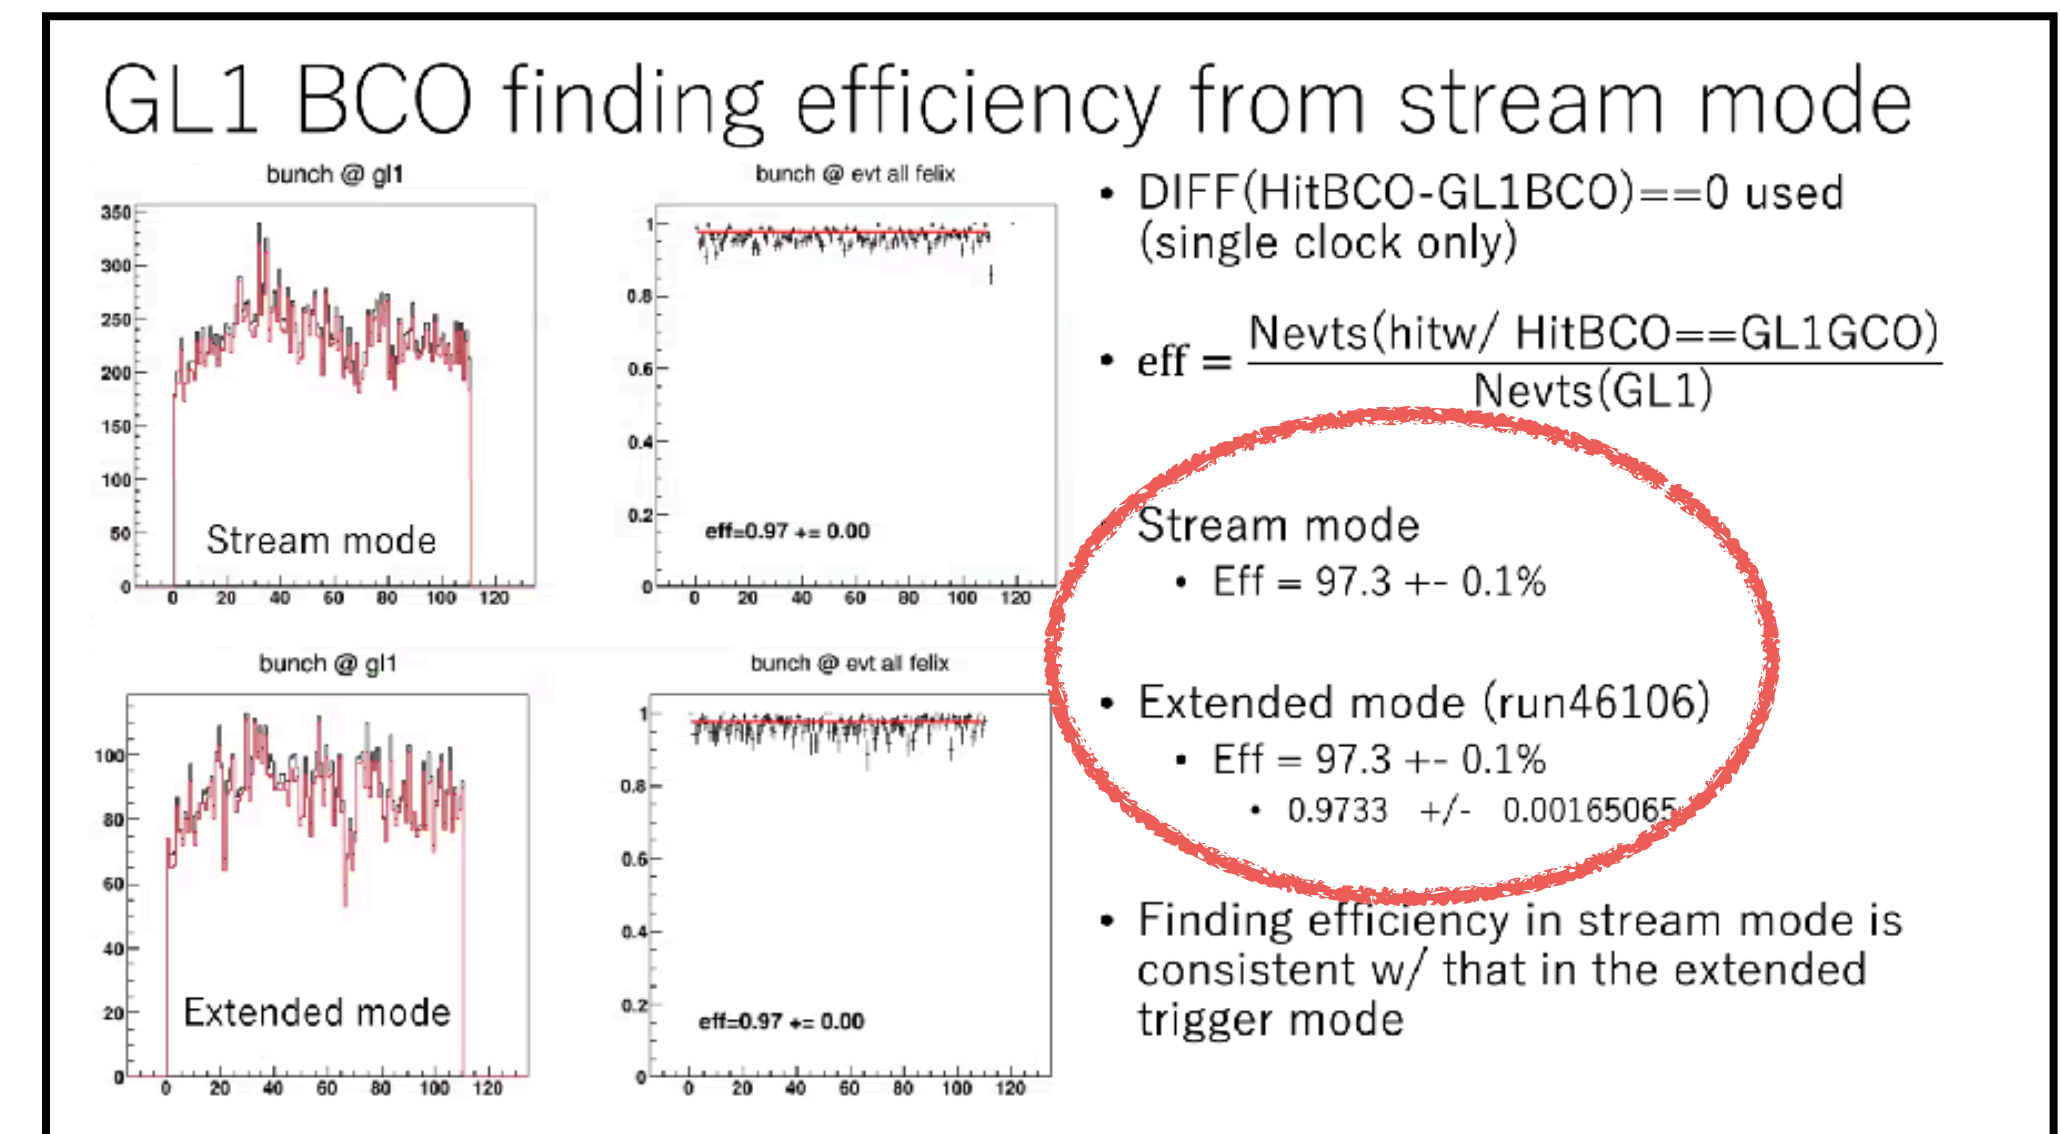 GL1 BCO finding efficiency from stream mode
bunch @ gl1
350
300
250
200
150
100
50
0
Stream mode
0 20 40 60 80 100 120
bunch @ evt all felix
1
0.8
0.6
0.4
0.2
0
eff=0.97 += 0.00
0 20 40 60 80 100 120
bunch @ gl1
100
80
60
40
20
0
Extended mode
0 20 40 60 80 100 120
bunch @ evt all felix
1
0.8
0.6
0.4
0.2
0
eff=0.97 += 0.00
0 20 40 60 80 100 120
• DIFF(HitBCO-GL1BCO)==0 used
(single clock only)
• eff = Nevts(hitw/ HitBCO==GL1GCO)
Nevts(GL1)
• Stream mode
• Eff = 97.3 +- 0.1%
• Extended mode (run46106)
• Eff = 97.3 +- 0.1%
• 0.9733 +/- 0.00165065
• Finding efficiency in stream mode is
consistent w/ that in the extended
trigger mode